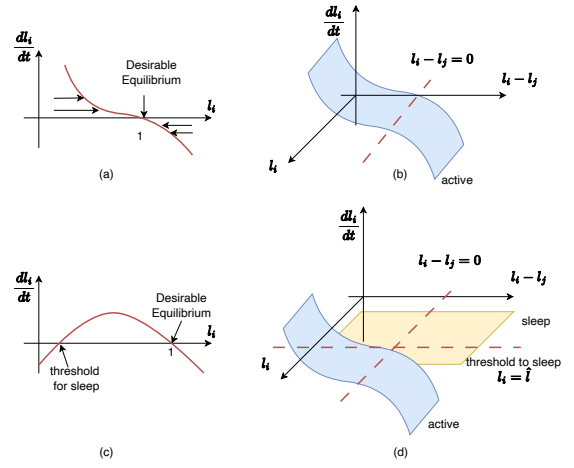 dl_i/dt
Desirable
Equilibrium
l_i
1
(a)
dl_i/dt
l_i − l_j = 0
l_i − l_j
l_i
active
(b)
dl_i/dt
Desirable
Equilibrium
l_i
1
threshold
for sleep
(c)
dl_i/dt
l_i − l_j = 0
l_i − l_j
sleep
l_i
threshold to sleep
l_i = l̂
active
(d)